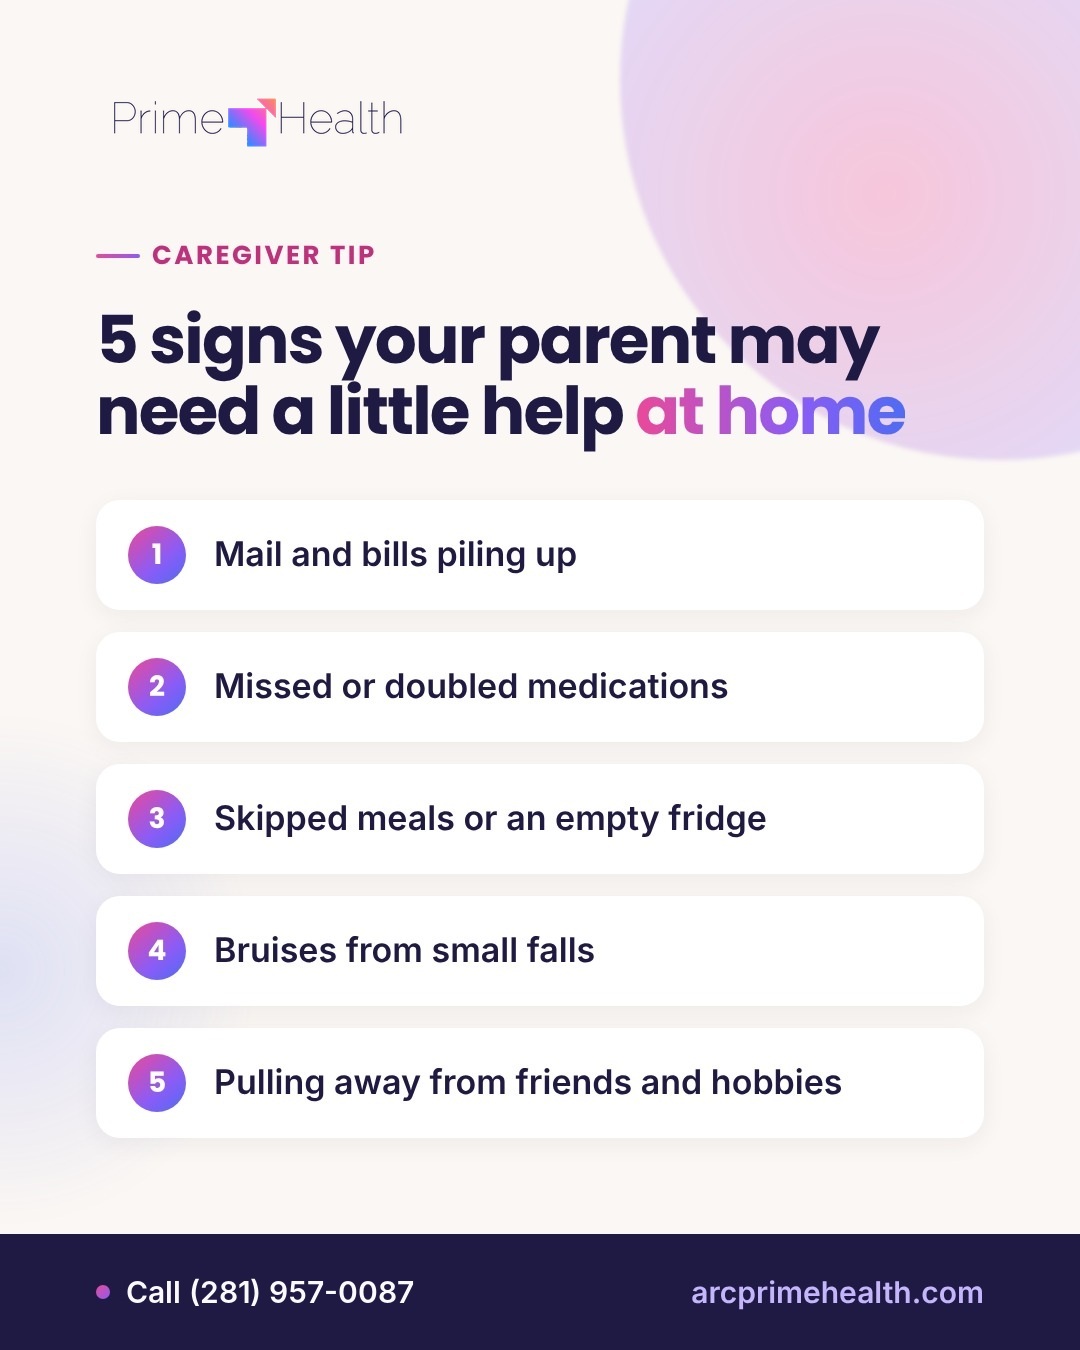 Prime Health
CAREGIVER TIP
5 signs your parent may
need a little help at home
1 Mail and bills piling up
2 Missed or doubled medications
3 Skipped meals or an empty fridge
4 Bruises from small falls
5 Pulling away from friends and hobbies
Call (281) 957-0087
arcprimehealth.com